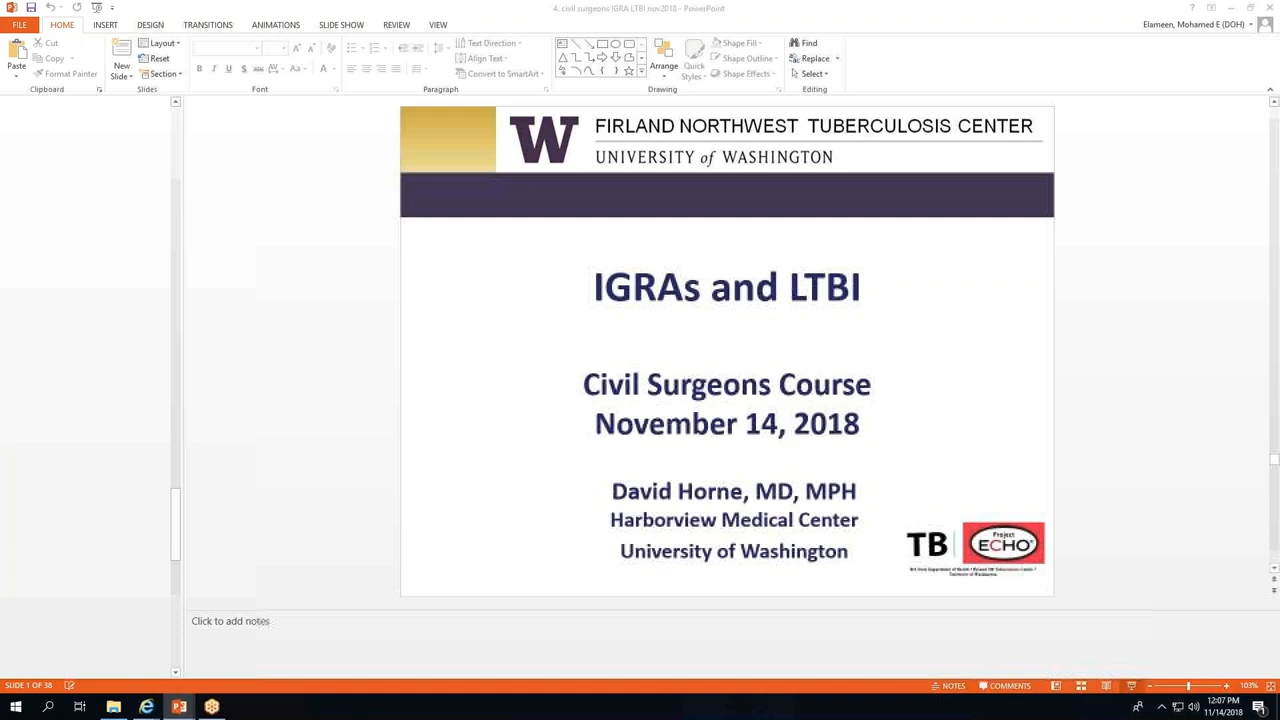 4. civil surgeons IGRA LTBI nov2018 - PowerPoint
FILE HOME INSERT DESIGN TRANSITIONS ANIMATIONS SLIDE SHOW REVIEW VIEW
Elameen, Mohamed E (DOH)
Paste
Cut
Copy
Format Painter
Clipboard
New
Slide
Layout
Reset
Section
Slides
B I U S abc AV Aa A
Font
Text Direction
Align Text
Convert to SmartArt
Paragraph
Arrange
Quick
Styles
Shape Fill
Shape Outline
Shape Effects
Drawing
Find
Replace
Select
Editing
W
FIRLAND NORTHWEST TUBERCULOSIS CENTER
UNIVERSITY of WASHINGTON
IGRAs and LTBI
Civil Surgeons Course
November 14, 2018
David Horne, MD, MPH
Harborview Medical Center
University of Washington
TB
Project
ECHO
Click to add notes
SLIDE 1 OF 38
NOTES
COMMENTS
103%
12:07 PM
11/14/2018